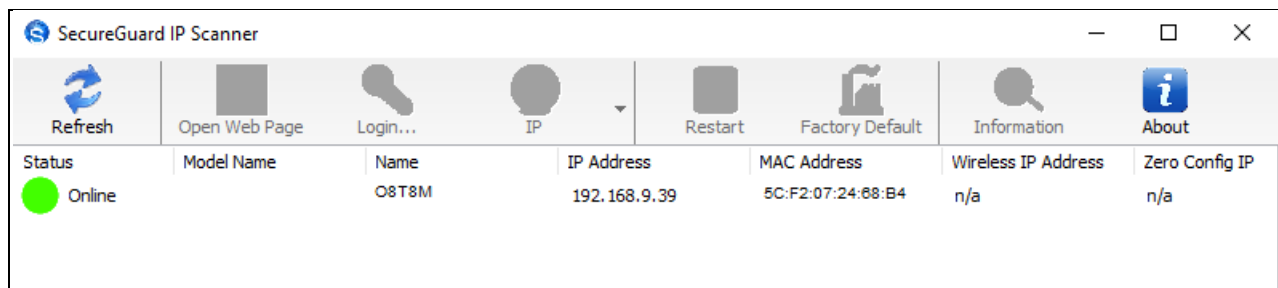 SecureGuard IP Scanner
Refresh Open Web Page Login... IP Restart Factory Default Information About
Status Model Name Name IP Address MAC Address Wireless IP Address Zero Config IP
Online O8T8M 192.168.9.39 5C:F2:07:24:68:B4 n/a n/a